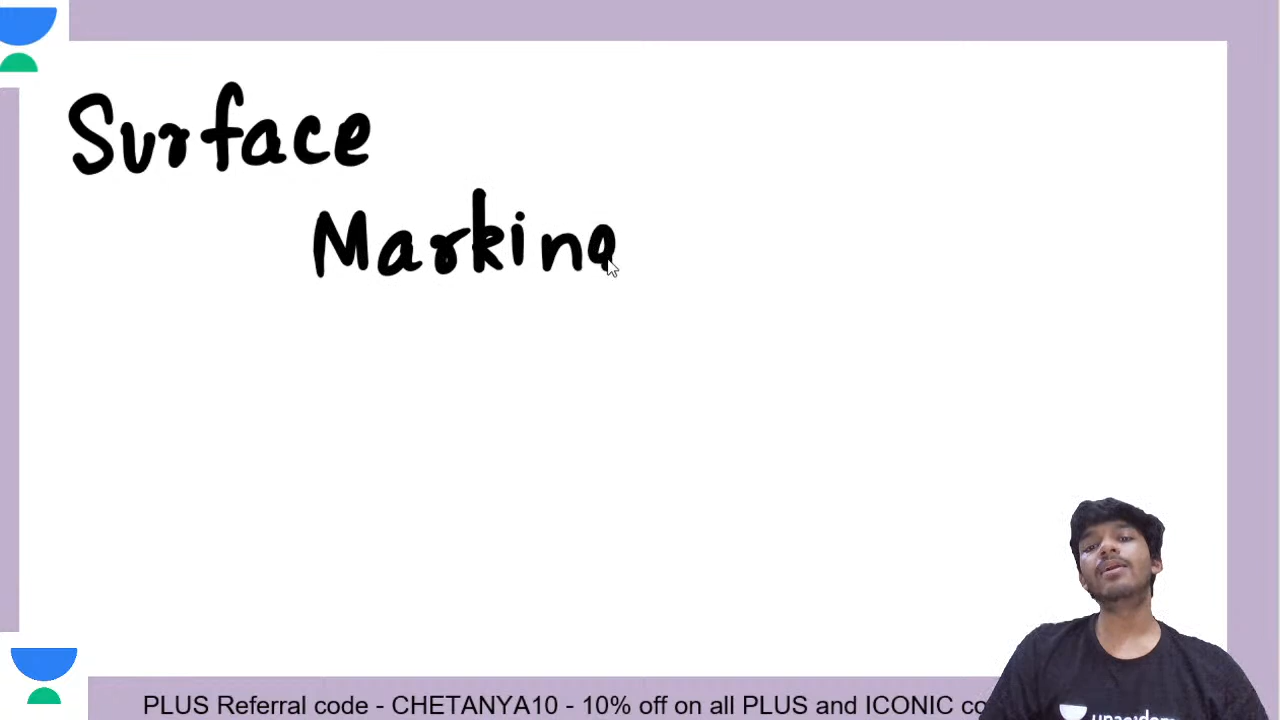 Surface
Marking
PLUS Referral code - CHETANYA10 - 10% off on all PLUS and ICONIC co